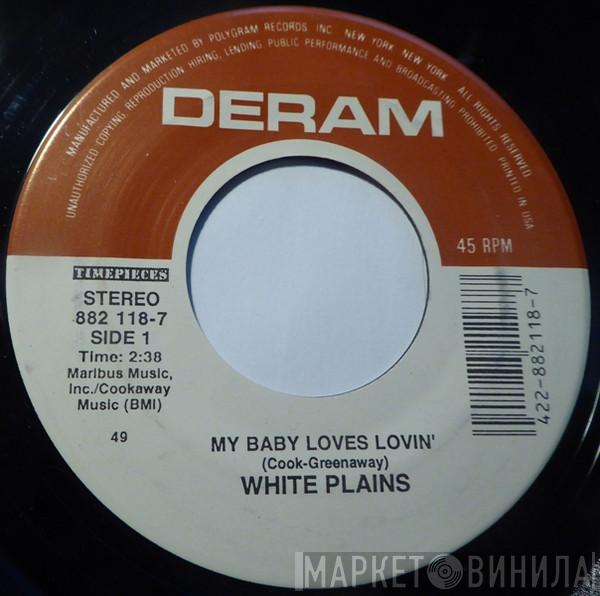 MANUFACTURED AND MARKETED BY POLYGRAM RECORDS INC. NEW YORK, NEW YORK. ALL RIGHTS RESERVED.
UNAUTHORIZED COPYING, REPRODUCTION, HIRING, LENDING, PUBLIC PERFORMANCE AND BROADCASTING PROHIBITED PRINTED IN USA
DERAM
45 RPM
TIMEPIECES
STEREO
882 118-7
SIDE 1
Time: 2:38
Maribus Music,
Inc./Cookaway
Music (BMI)
49
422-882118-7
MY BABY LOVES LOVIN'
(Cook-Greenaway)
WHITE PLAINS
МАРКЕТ ВИНИЛА